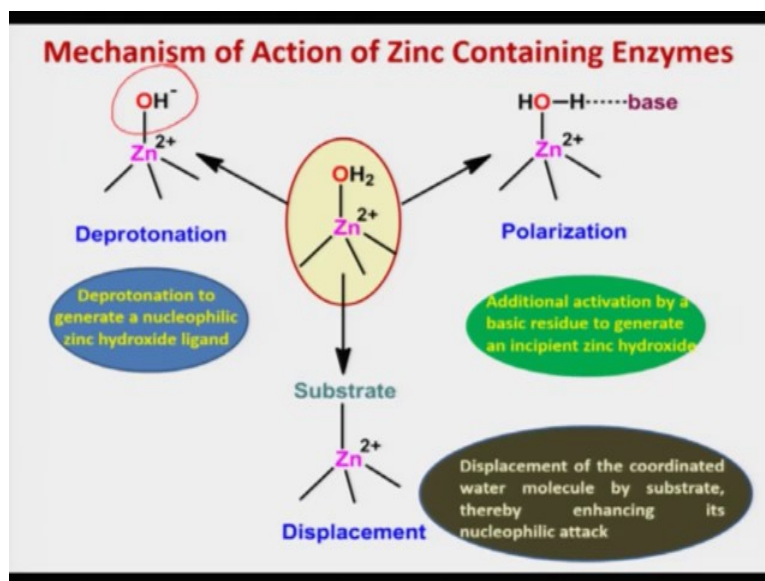 Mechanism of Action of Zinc Containing Enzymes
OH⁻
Zn²⁺
Deprotonation
Deprotonation to
generate a nucleophilic
zinc hydroxide ligand
OH₂
Zn²⁺
HO–H······base
Zn²⁺
Polarization
Additional activation by a
basic residue to generate
an incipient zinc hydroxide
Substrate
Zn²⁺
Displacement
Displacement of the coordinated
water molecule by substrate,
thereby enhancing its
nucleophilic attack